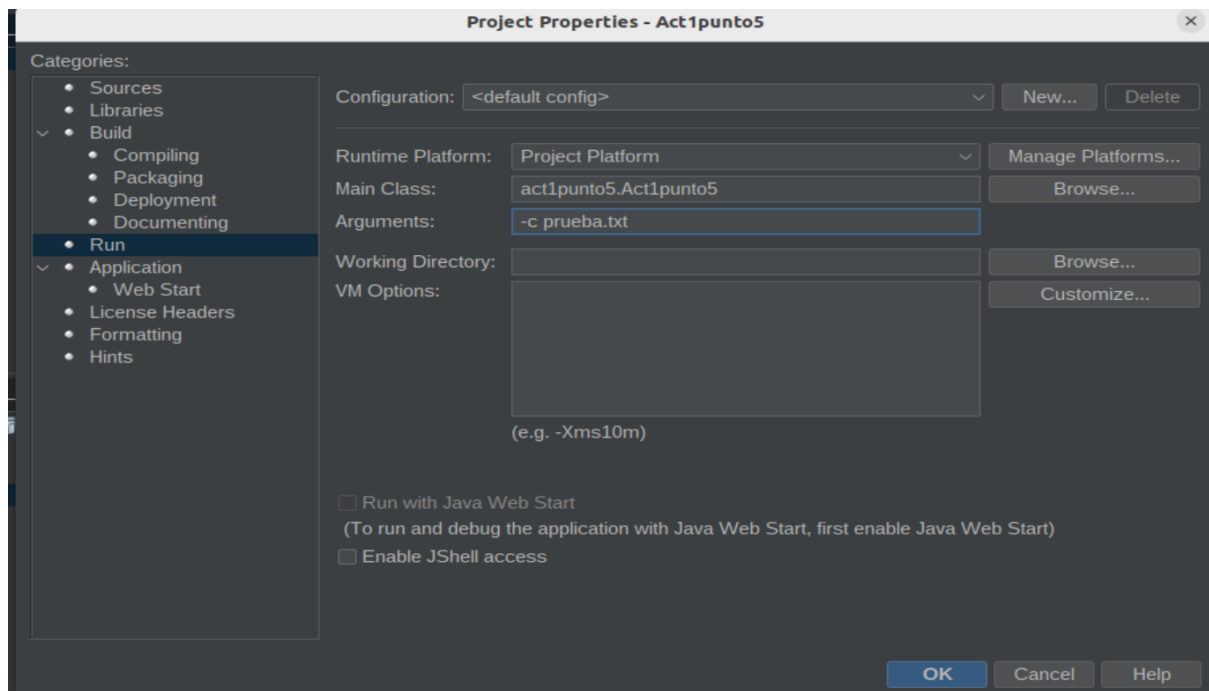 Project Properties - Act1punto5
Categories:
Sources
Libraries
Build
Compiling
Packaging
Deployment
Documenting
Run
Application
Web Start
License Headers
Formatting
Hints
Configuration: <default config> New... Delete
Runtime Platform: Project Platform Manage Platforms...
Main Class: act1punto5.Act1punto5 Browse...
Arguments: -c prueba.txt
Working Directory: Browse...
VM Options: Customize...
(e.g. -Xms10m)
Run with Java Web Start
(To run and debug the application with Java Web Start, first enable Java Web Start)
Enable JShell access
OK Cancel Help